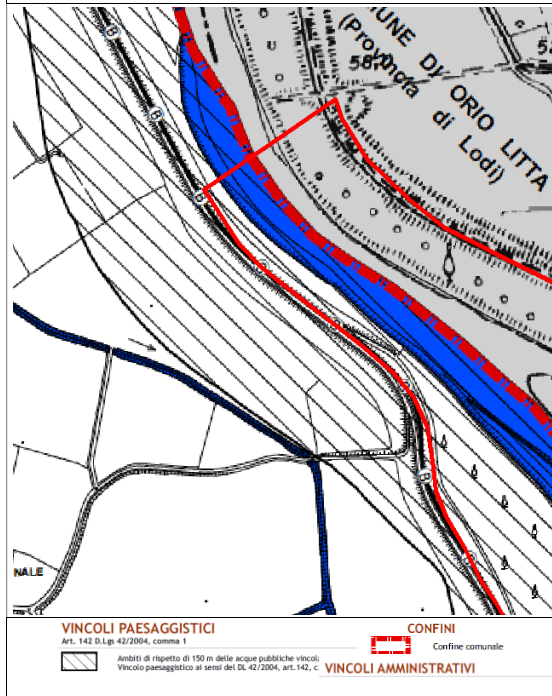 MUNE DI ORIO LITTA
(Provincia
di Lodi)
58.0
5
B
B
B
B
NALE
VINCOLI PAESAGGISTICI
Art. 142 D.Lgs 42/2004, comma 1
Ambiti di rispetto di 150 m delle acque pubbliche vincol
Vincolo paesaggistico ai sensi del DL 42/2004, art.142, c.
CONFINI
Confine comunale
VINCOLI AMMINISTRATIVI